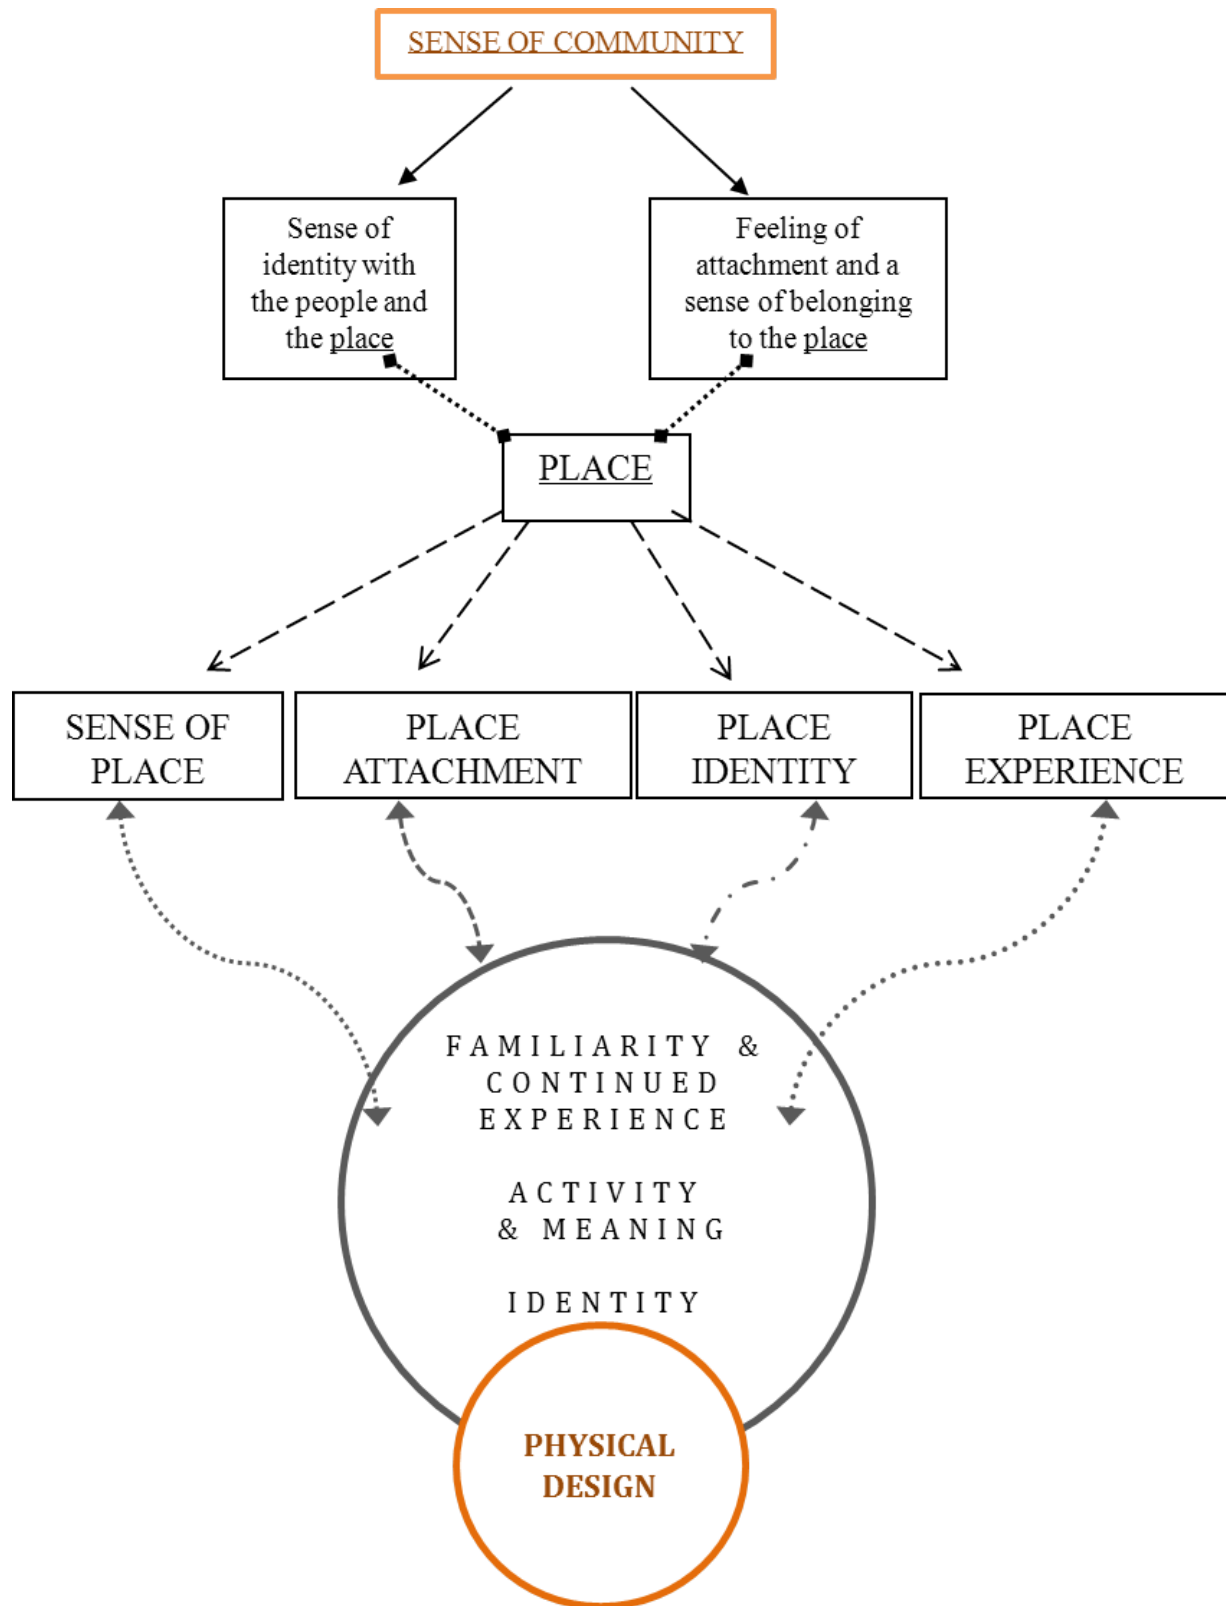 SENSE OF COMMUNITY
Sense of
identity with
the people and
the place
Feeling of
attachment and a
sense of belonging
to the place
PLACE
SENSE OF
PLACE
PLACE
ATTACHMENT
PLACE
IDENTITY
PLACE
EXPERIENCE
FAMILIARITY &
CONTINUED
EXPERIENCE
ACTIVITY
& MEANING
IDENTITY
PHYSICAL
DESIGN